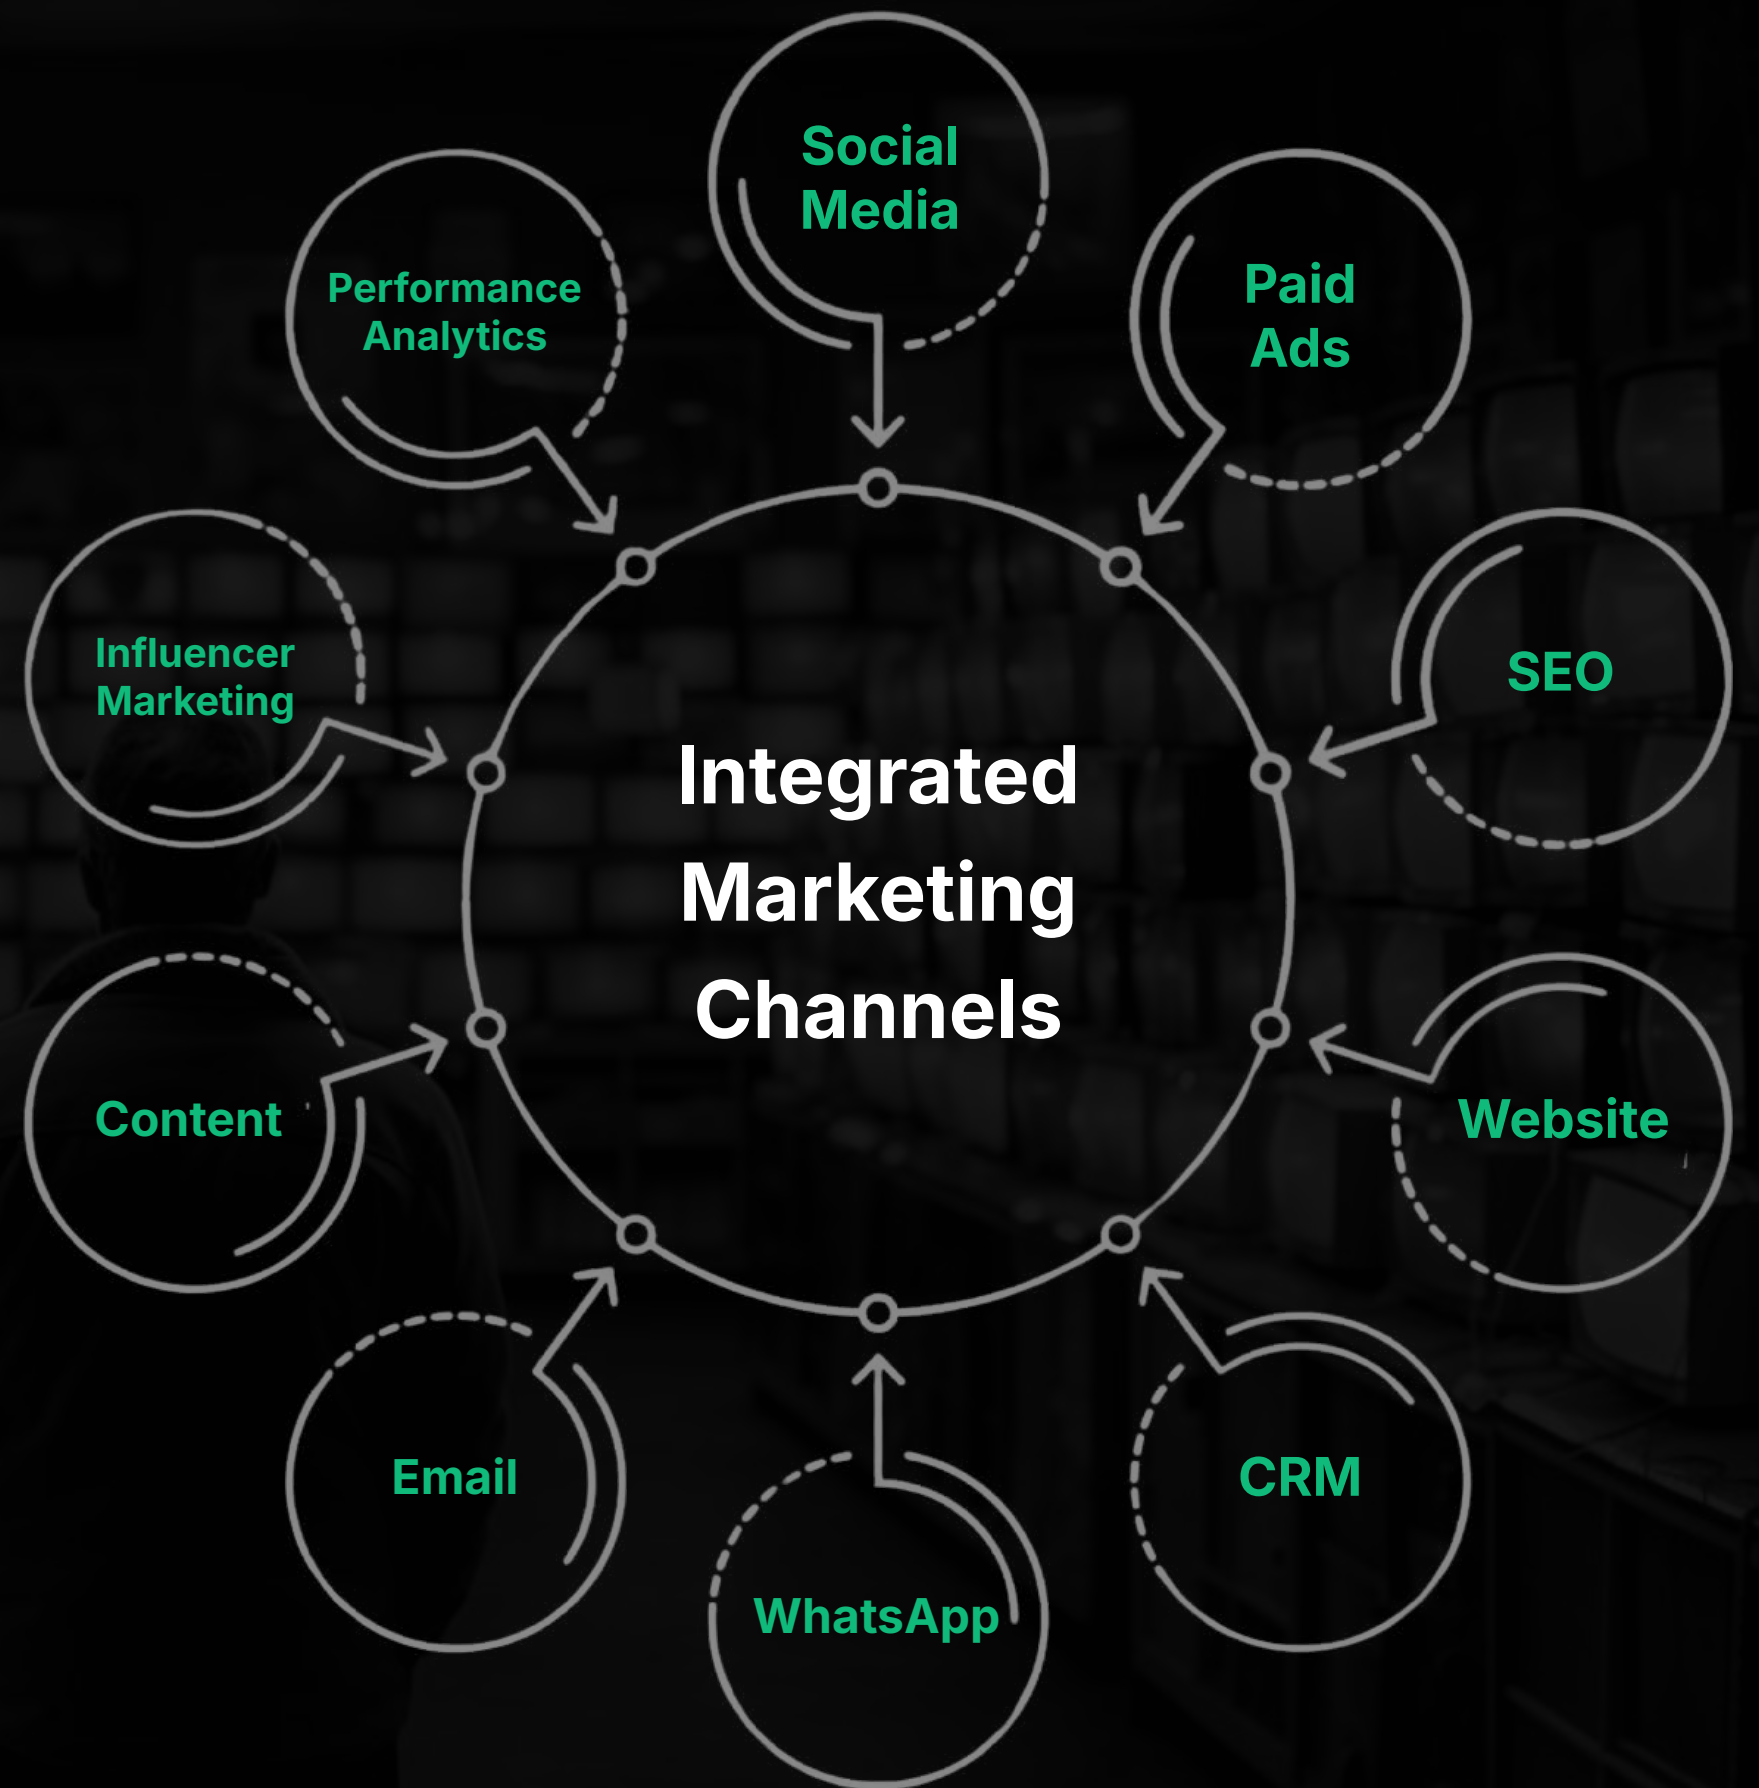 Social
Media
Paid
Ads
Performance
Analytics
SEO
Influencer
Marketing
Integrated
Marketing
Channels
Content
Website
Email
CRM
WhatsApp